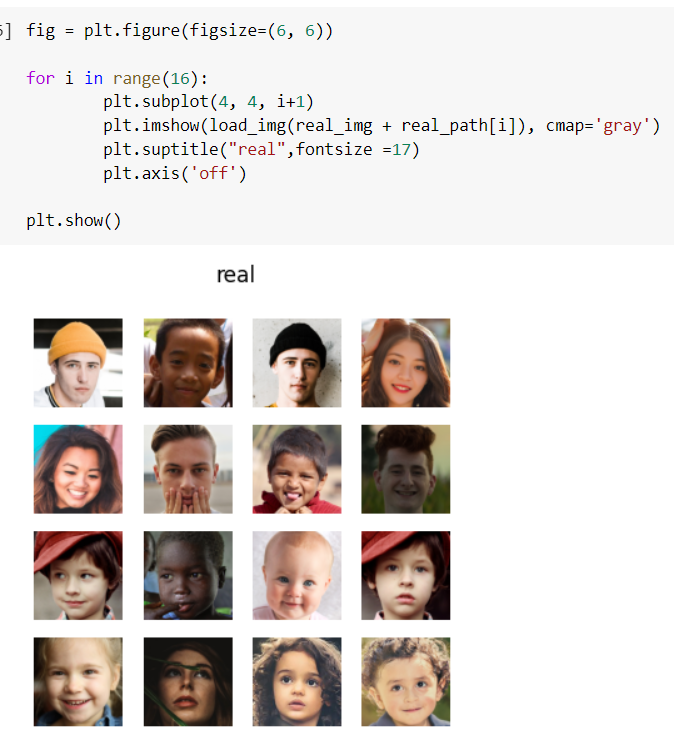 5] fig = plt.figure(figsize=(6, 6))
for i in range(16):
plt.subplot(4, 4, i+1)
plt.imshow(load_img(real_img + real_path[i]), cmap='gray')
plt.suptitle("real",fontsize =17)
plt.axis('off')
plt.show()
real